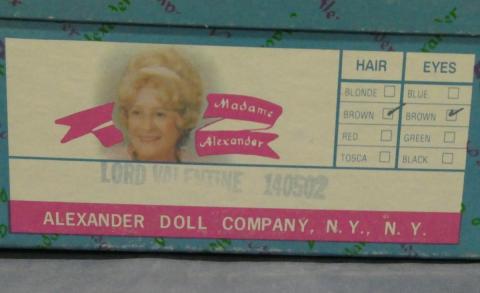 Madame
Alexander
HAIR EYES
BLONDE BLUE
BROWN BROWN
RED GREEN
TOSCA BLACK
LORD VALENTINE 140502
ALEXANDER DOLL COMPANY, N.Y., N.Y.